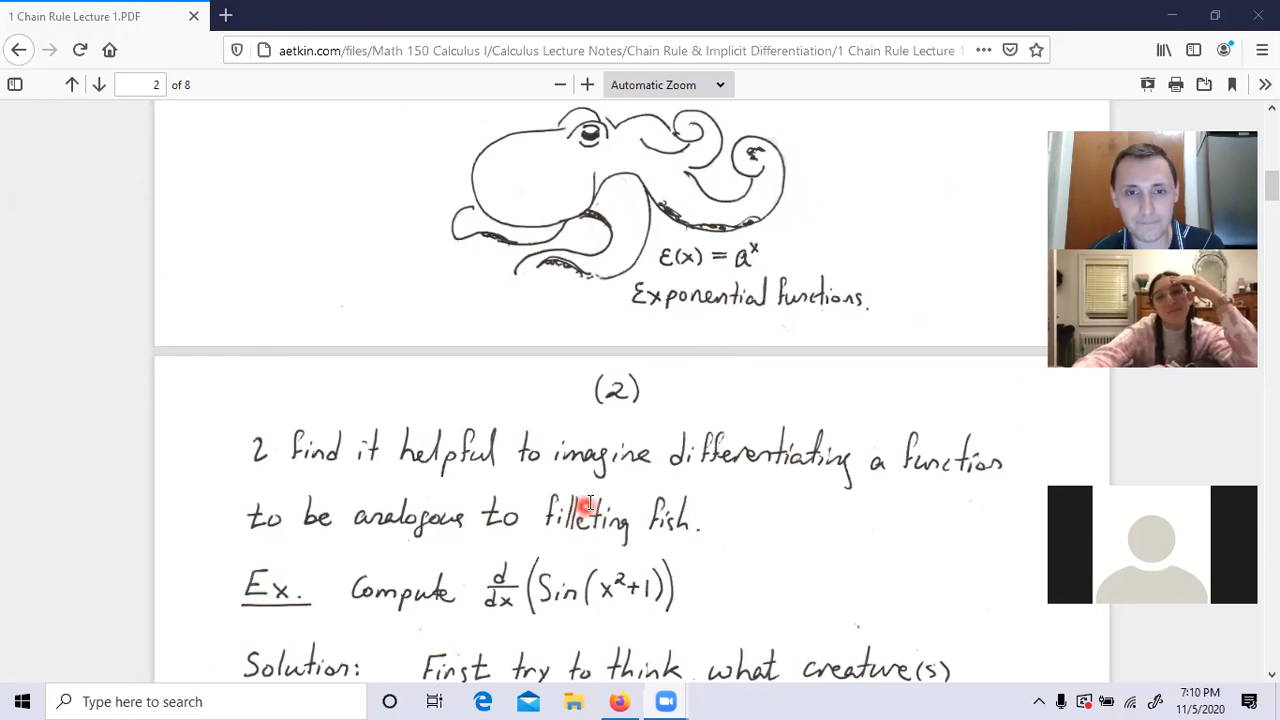 1 Chain Rule Lecture 1.PDF
aetkin.com/files/Math 150 Calculus I/Calculus Lecture Notes/Chain Rule & Implicit Differentiation/1 Chain Rule Lecture 1
2 of 8
Automatic Zoom
ε(x) = a^x
Exponential functions.
(2)
I find it helpful to imagine differentiating a function
to be analogous to filleting fish.
Ex. Compute d/dx (Sin(x²+1))
Solution: First try to think what creature(s)
Type here to search
7:10 PM
11/5/2020